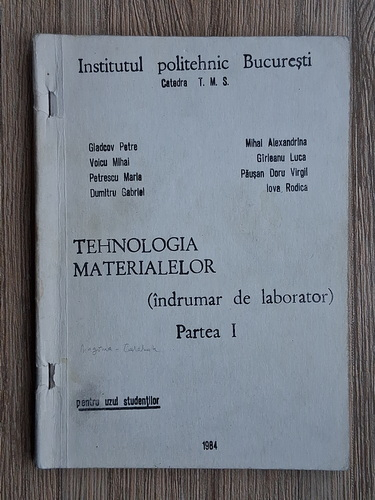 Institutul politehnic București
Catedra T. M. S.
Gladcov Petre
Voicu Mihai
Petrescu Maria
Dumitru Gabriel
Mihai Alexandrina
Gîrleanu Luca
Păușan Doru Virgil
Iova Rodica
TEHNOLOGIA
MATERIALELOR
(îndrumar de laborator)
Partea I
pentru uzul studenților
1984